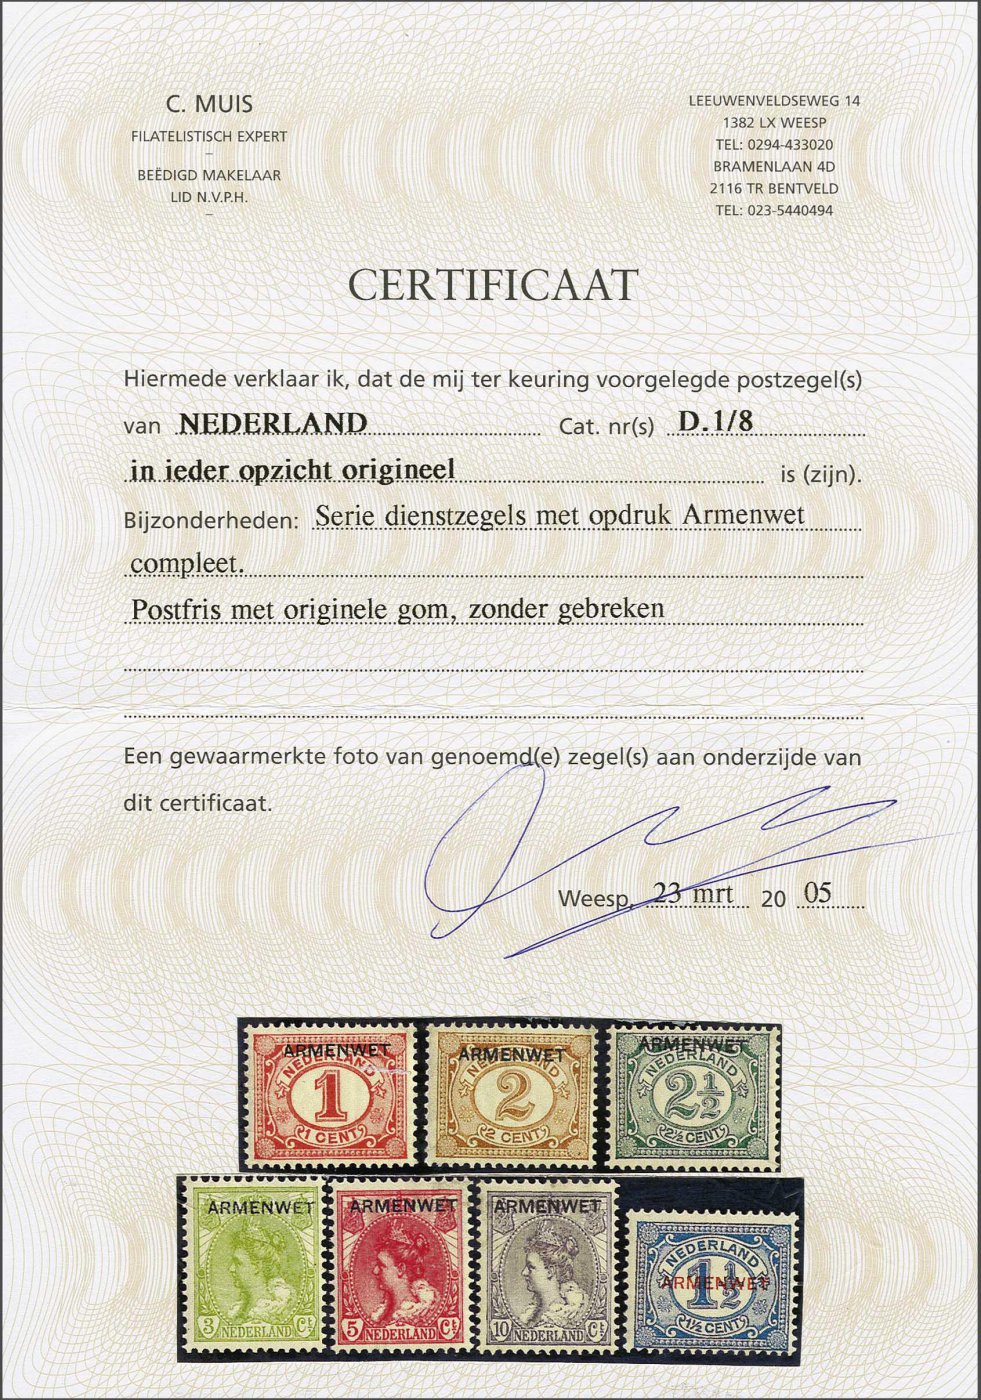 C. MUIS
FILATELISTISCH EXPERT
–
BEËDIGD MAKELAAR
LID N.V.P.H.
–
LEEUWENVELDSEWEG 14
1382 LX WEESP
TEL: 0294-433020
BRAMENLAAN 4D
2116 TR BENTVELD
TEL: 023-5440494
CERTIFICAAT
Hiermede verklaar ik, dat de mij ter keuring voorgelegde postzegel(s)
van NEDERLAND Cat. nr(s) D.1/8
in ieder opzicht origineel is (zijn).
Bijzonderheden: Serie dienstzegels met opdruk Armenwet
compleet.
Postfris met originele gom, zonder gebreken
Een gewaarmerkte foto van genoemd(e) zegel(s) aan onderzijde van
dit certificaat.
Weesp, 23 mrt 20 05
ARMENWET
NEDERLAND
1
1 CENT
ARMENWET
NEDERLAND
2
2 CENT
ARMENWET
NEDERLAND
2½
2½ CENT
ARMENWET
3 NEDERLAND Ct
ARMENWET
5 NEDERLAND Ct
ARMENWET
10 NEDERLAND Ct
NEDERLAND
ARMENWET
1½
1½ CENT